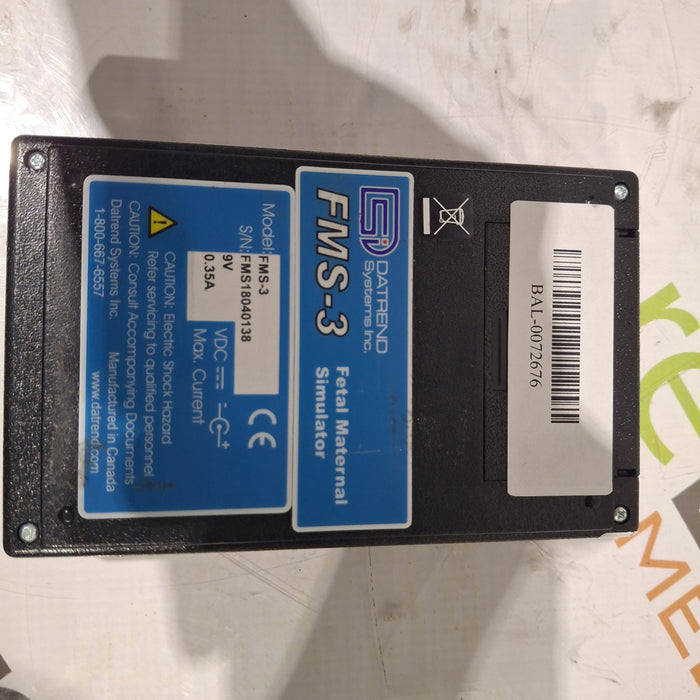 BAL-0072676
DATREND
Systems Inc.
FMS-3
Fetal Maternal
Simulator
Model: FMS-3
S/N: FMS18040138
9V VDC
0.35A Max. Current
CE
CAUTION: Electric Shock Hazard
Refer servicing to qualified personnel
CAUTION: Consult Accompanying Documents
Datrend Systems Inc. Manufactured in Canada
1-800-667-6557 www.datrend.com
re
ME